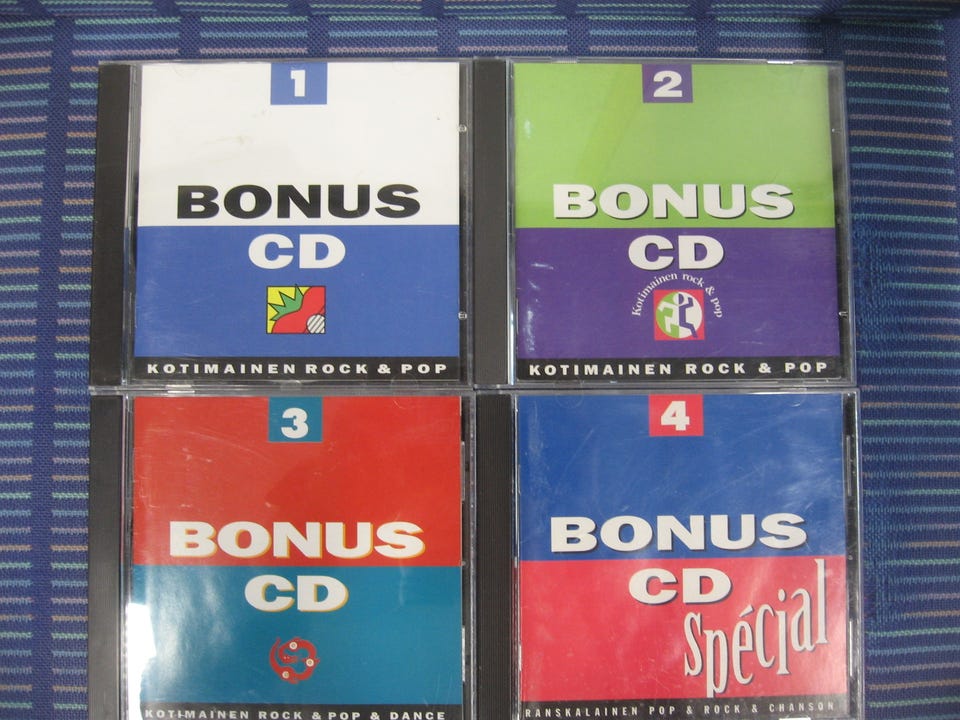 1
BONUS
CD
KOTIMAINEN ROCK & POP
2
BONUS
CD
Kotimainen rock & pop
KOTIMAINEN ROCK & POP
3
BONUS
CD
KOTIMAINEN ROCK & POP & DANCE
4
BONUS
CD
Spécial
RANSKALAINEN POP & ROCK & CHANSON